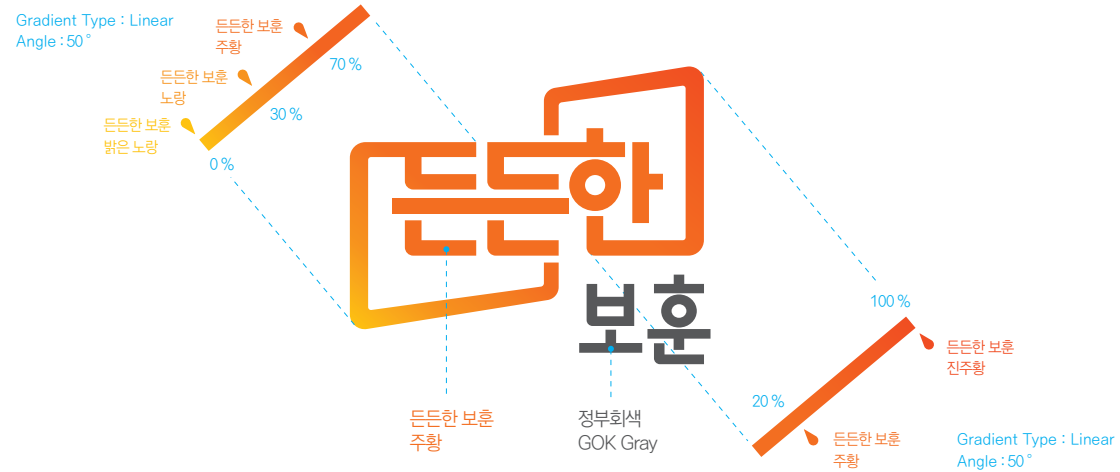 Gradient Type : Linear
Angle : 50°
든든한 보훈
주황
70 %
든든한 보훈
노랑
30 %
든든한 보훈
밝은 노랑
0 %
든든한
보훈
100 %
든든한 보훈
진주황
20 %
든든한 보훈
주황
정부회색
GOK Gray
든든한 보훈
주황
Gradient Type : Linear
Angle : 50°